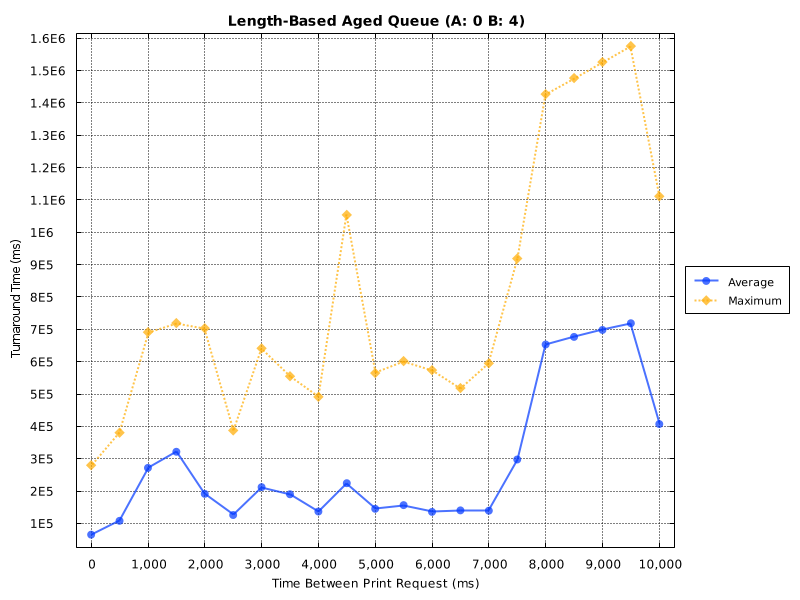 Length-Based Aged Queue (A: 0 B: 4)
1.6E6
1.5E6
1.4E6
1.3E6
1.2E6
1.1E6
1E6
9E5
8E5
7E5
6E5
5E5
4E5
3E5
2E5
1E5
Turnaround Time (ms)
0 1,000 2,000 3,000 4,000 5,000 6,000 7,000 8,000 9,000 10,000
Time Between Print Request (ms)
Average
Maximum